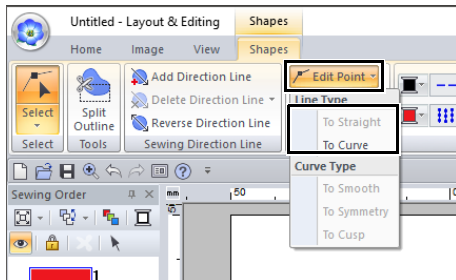 Untitled - Layout & Editing
Shapes
Home
Image
View
Shapes
Select
Split
Outline
Add Direction Line
Delete Direction Line
Reverse Direction Line
Edit Point
Line Type
To Straight
To Curve
Curve Type
To Smooth
To Symmetry
To Cusp
Select
Tools
Sewing Direction Line
Sewing Order
mm
50
1